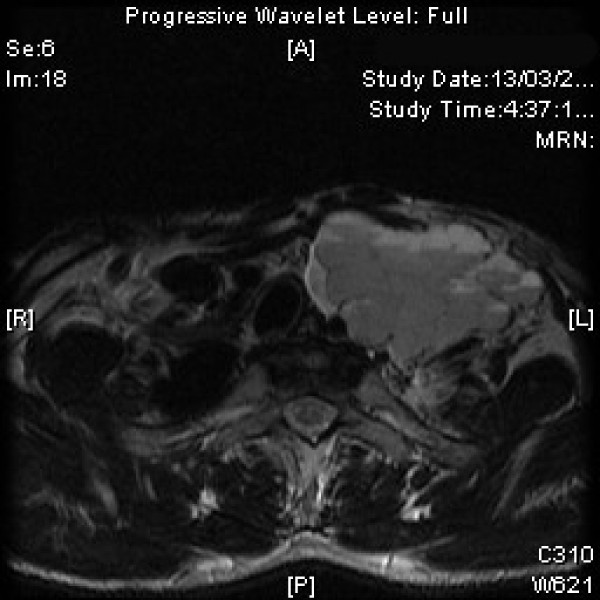 Progressive Wavelet Level: Full
Se:6
[A]
Im:18
Study Date:13/03/2...
Study Time:4:37:1...
MRN:
[R]
[L]
C310
[P]
W621